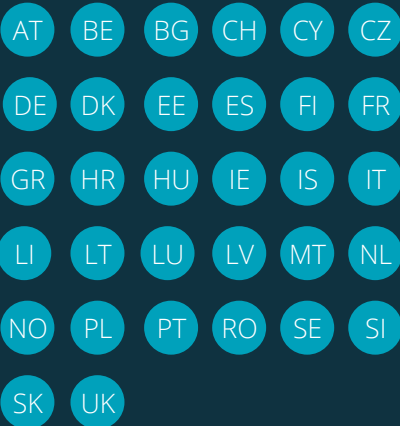 AT BE BG CH CY CZ
DE DK EE ES FI FR
GR HR HU IE IS IT
LI LT LU LV MT NL
NO PL PT RO SE SI
SK UK